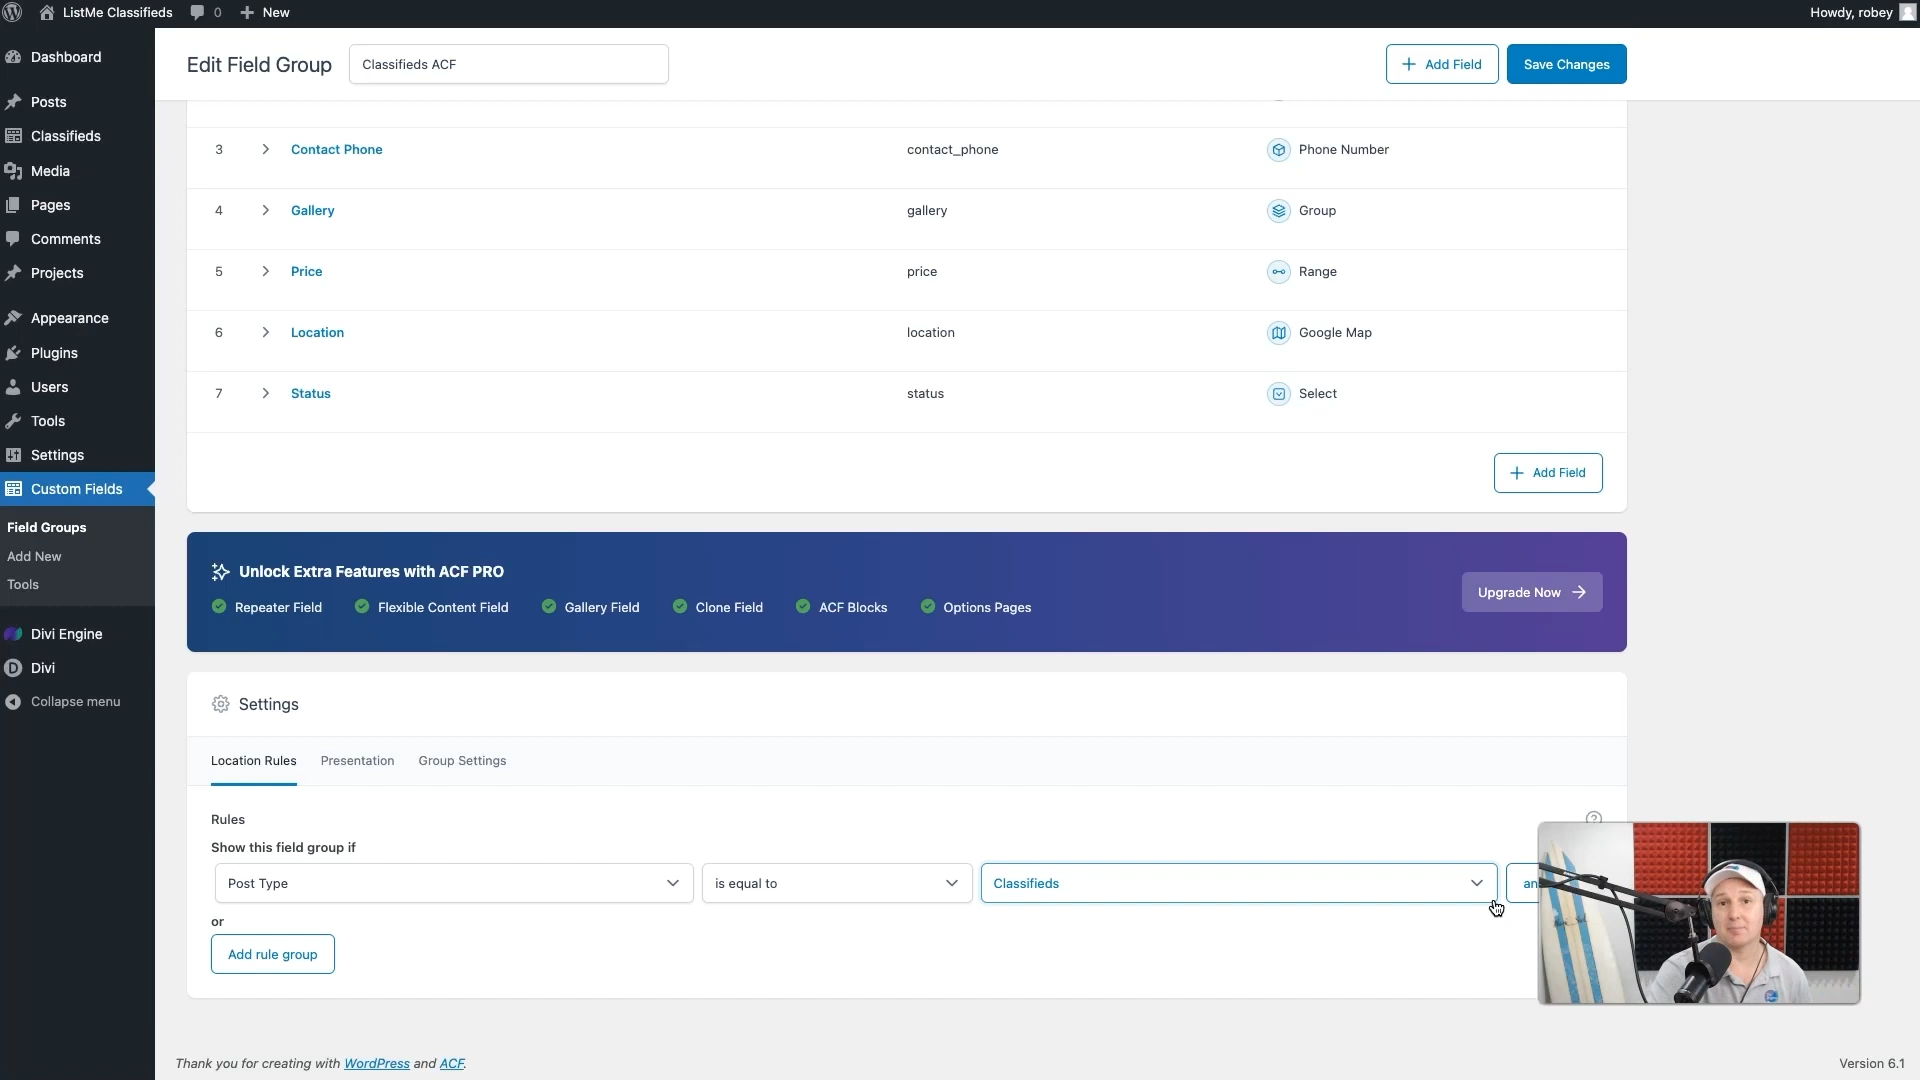 ListMe Classifieds 0 New Howdy, robey
Dashboard
Posts
Classifieds
Media
Pages
Comments
Projects
Appearance
Plugins
Users
Tools
Settings
Custom Fields
Field Groups
Add New
Tools
Divi Engine
Divi
Collapse menu
Edit Field Group Classifieds ACF Add Field Save Changes
3 Contact Phone contact_phone Phone Number
4 Gallery gallery Group
5 Price price Range
6 Location location Google Map
7 Status status Select
Add Field
Unlock Extra Features with ACF PRO
Repeater Field Flexible Content Field Gallery Field Clone Field ACF Blocks Options Pages
Upgrade Now
Settings
Location Rules Presentation Group Settings
Rules
Show this field group if
Post Type is equal to Classifieds an
or
Add rule group
Thank you for creating with WordPress and ACF. Version 6.1